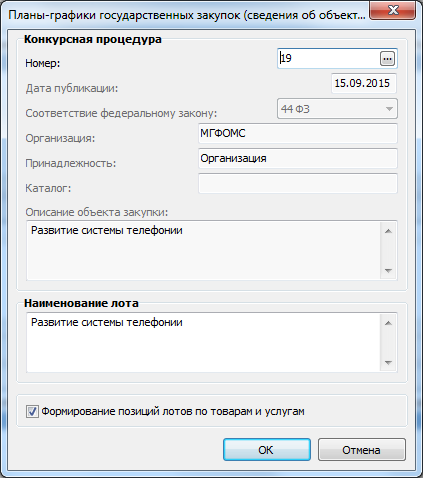 Планы-графики государственных закупок (сведения об объект...
Конкурсная процедура
Номер: 19 ...
Дата публикации: 15.09.2015
Соответствие федеральному закону: 44 ФЗ
Организация: МГФОМС
Принадлежность: Организация
Каталог:
Описание объекта закупки:
Развитие системы телефонии
Наименование лота
Развитие системы телефонии
Формирование позиций лотов по товарам и услугам
ОК Отмена